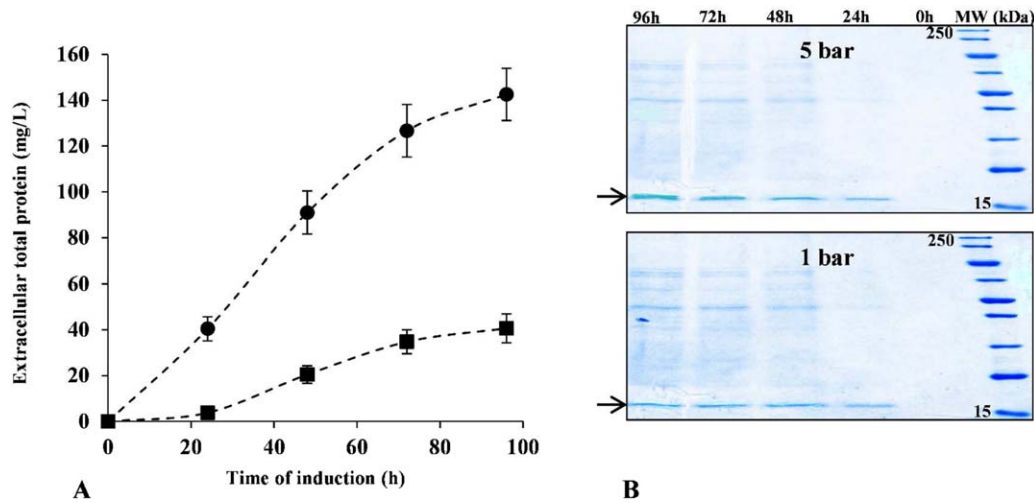 160
140
120
100
80
60
40
20
0
Extracellular total protein (mg/L)
0 20 40 60 80 100
Time of induction (h)
A
96h 72h 48h 24h 0h MW (kDa)
250
5 bar
15
250
1 bar
15
B